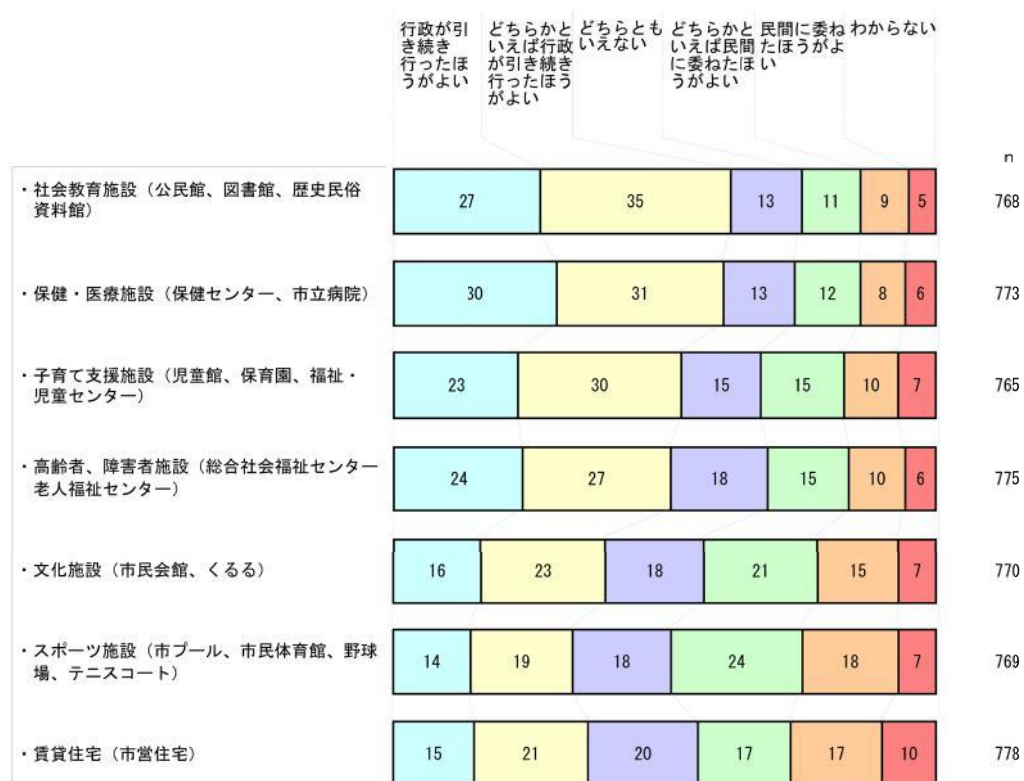 行政が引
き続き
行ったほ
うがよい
どちらかと
いえば行政
が引き続き
行ったほう
がよい
どちらとも
いえない
どちらかと
いえば民間
に委ねたほ
うがよい
民間に委ね
たほうがよ
い
わからない
n
・社会教育施設（公民館、図書館、歴史民俗
資料館）
27 35 13 11 9 5 768
・保健・医療施設（保健センター、市立病院）
30 31 13 12 8 6 773
・子育て支援施設（児童館、保育園、福祉・
児童センター）
23 30 15 15 10 7 765
・高齢者、障害者施設（総合社会福祉センター
老人福祉センター）
24 27 18 15 10 6 775
・文化施設（市民会館、くるる）
16 23 18 21 15 7 770
・スポーツ施設（市プール、市民体育館、野球
場、テニスコート）
14 19 18 24 18 7 769
・賃貸住宅（市営住宅）
15 21 20 17 17 10 778